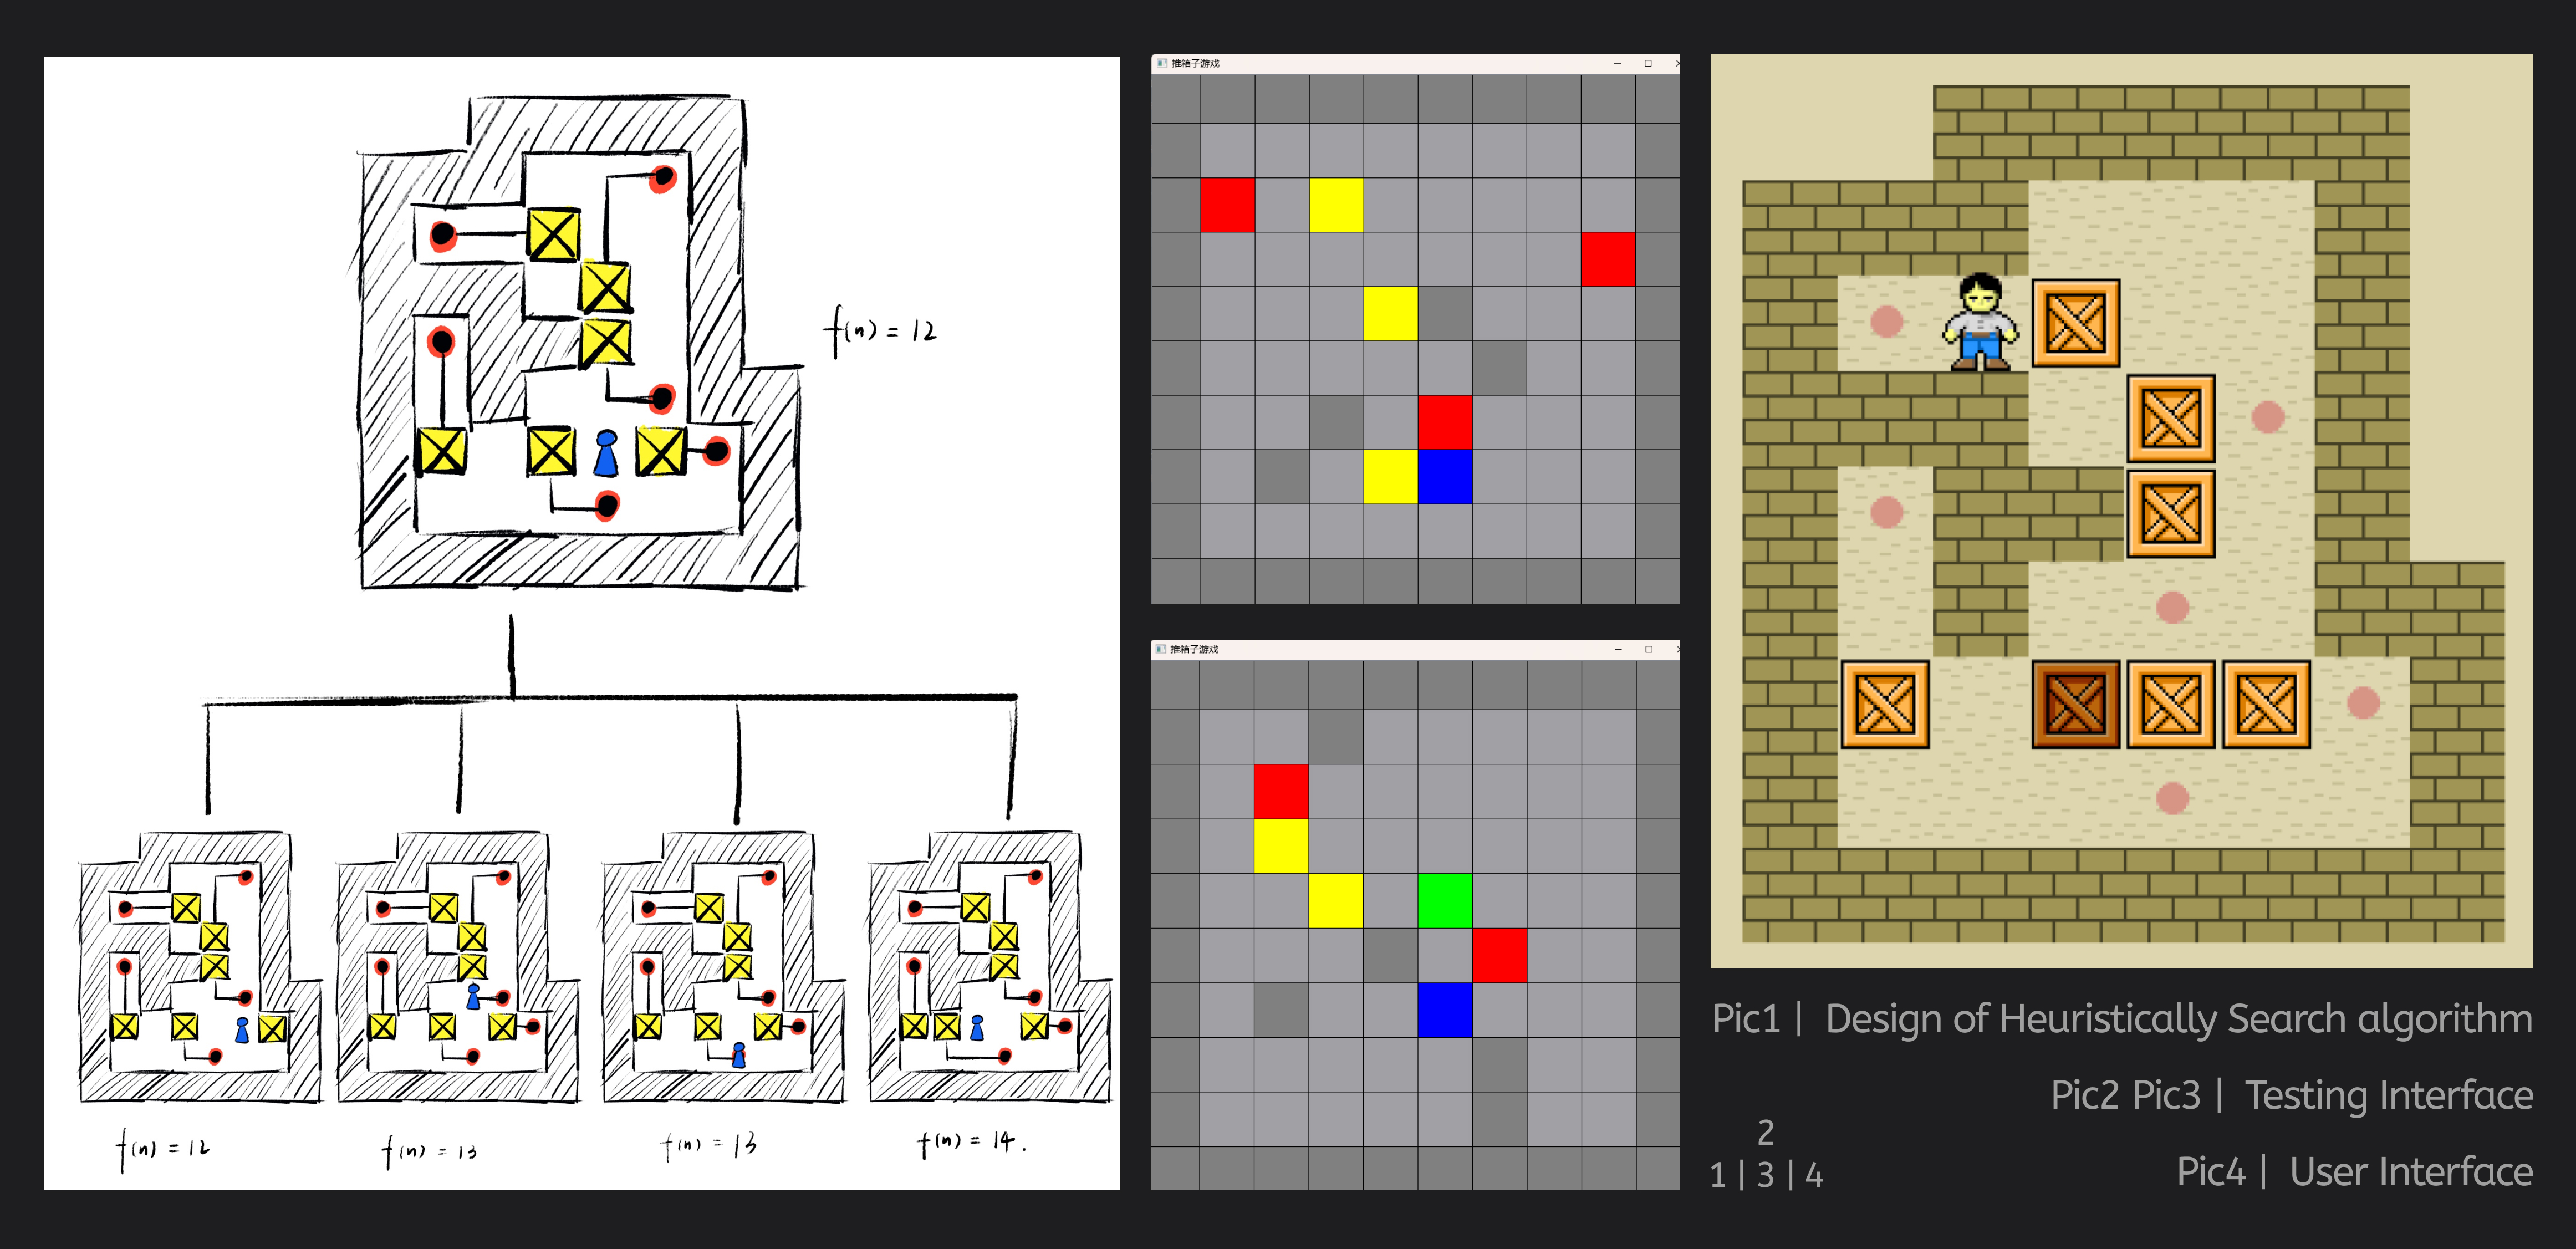 f(n) = 12
f(n) = 12
f(n) = 13
f(n) = 13
f(n) = 14.
推箱子游戏
推箱子游戏
Pic1 | Design of Heuristically Search algorithm
Pic2 Pic3 | Testing Interface
Pic4 | User Interface
2
1 | 3 | 4